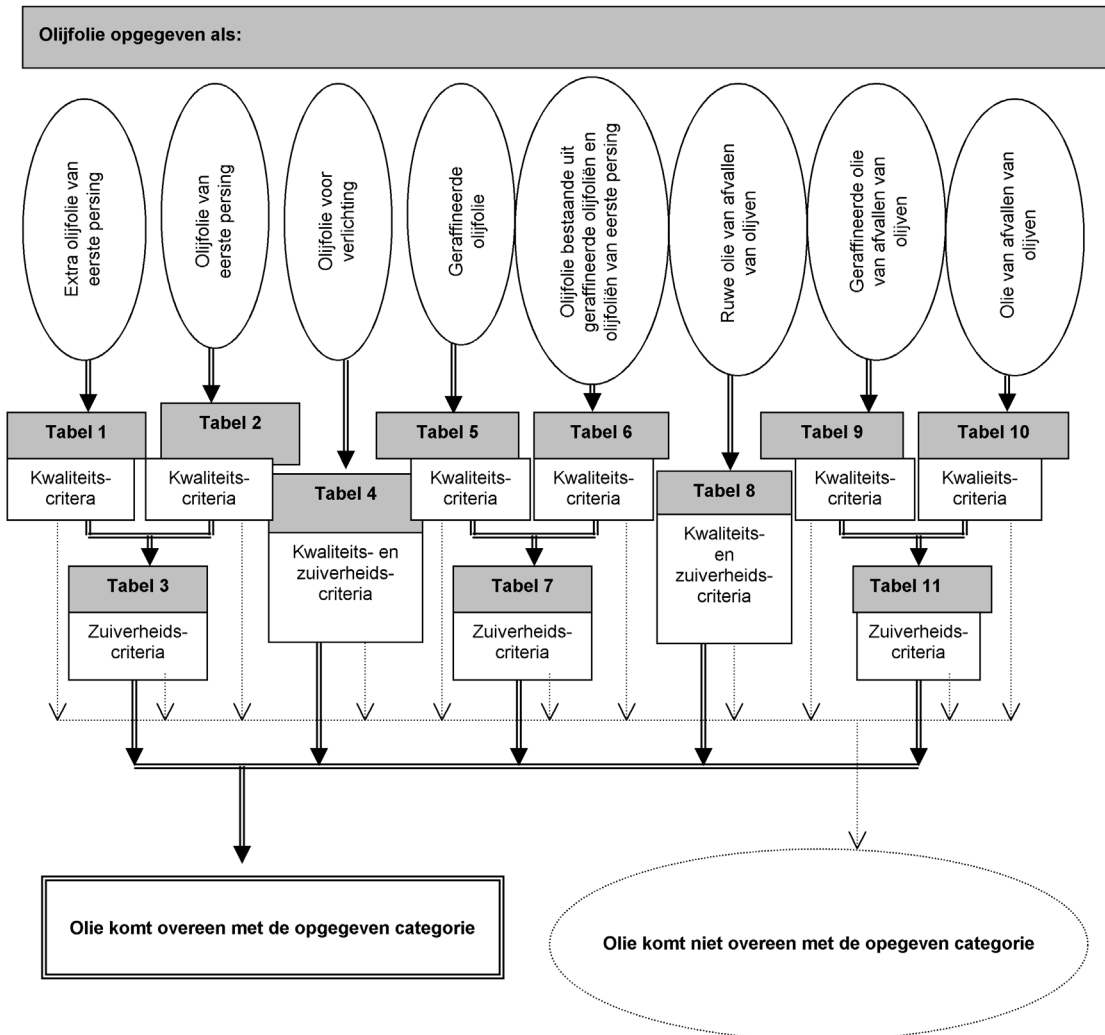 Olijfolie opgegeven als:
Extra olijfolie van
eerste persing
Olijfolie van
eerste persing
Olijfolie voor
verlichting
Geraffineerde
olijfolie
Olijfolie bestaande uit
geraffineerde olijfoliën en
olijfoliën van eerste persing
Ruwe olie van afvallen
van olijven
Geraffineerde olie
van afvallen van
olijven
Olie van afvallen van
olijven
Tabel 1
Kwaliteits-
critera
Tabel 2
Kwaliteits-
criteria
Tabel 4
Kwaliteits- en
zuiverheids-
criteria
Tabel 5
Kwaliteits-
criteria
Tabel 6
Kwaliteits-
criteria
Tabel 8
Kwaliteits-
en
zuiverheids-
criteria
Tabel 9
Kwaliteits-
criteria
Tabel 10
Kwalieits-
criteria
Tabel 3
Zuiverheids-
criteria
Tabel 7
Zuiverheids-
criteria
Tabel 11
Zuiverheids-
criteria
Olie komt overeen met de opgegeven categorie
Olie komt niet overeen met de opegeven categorie